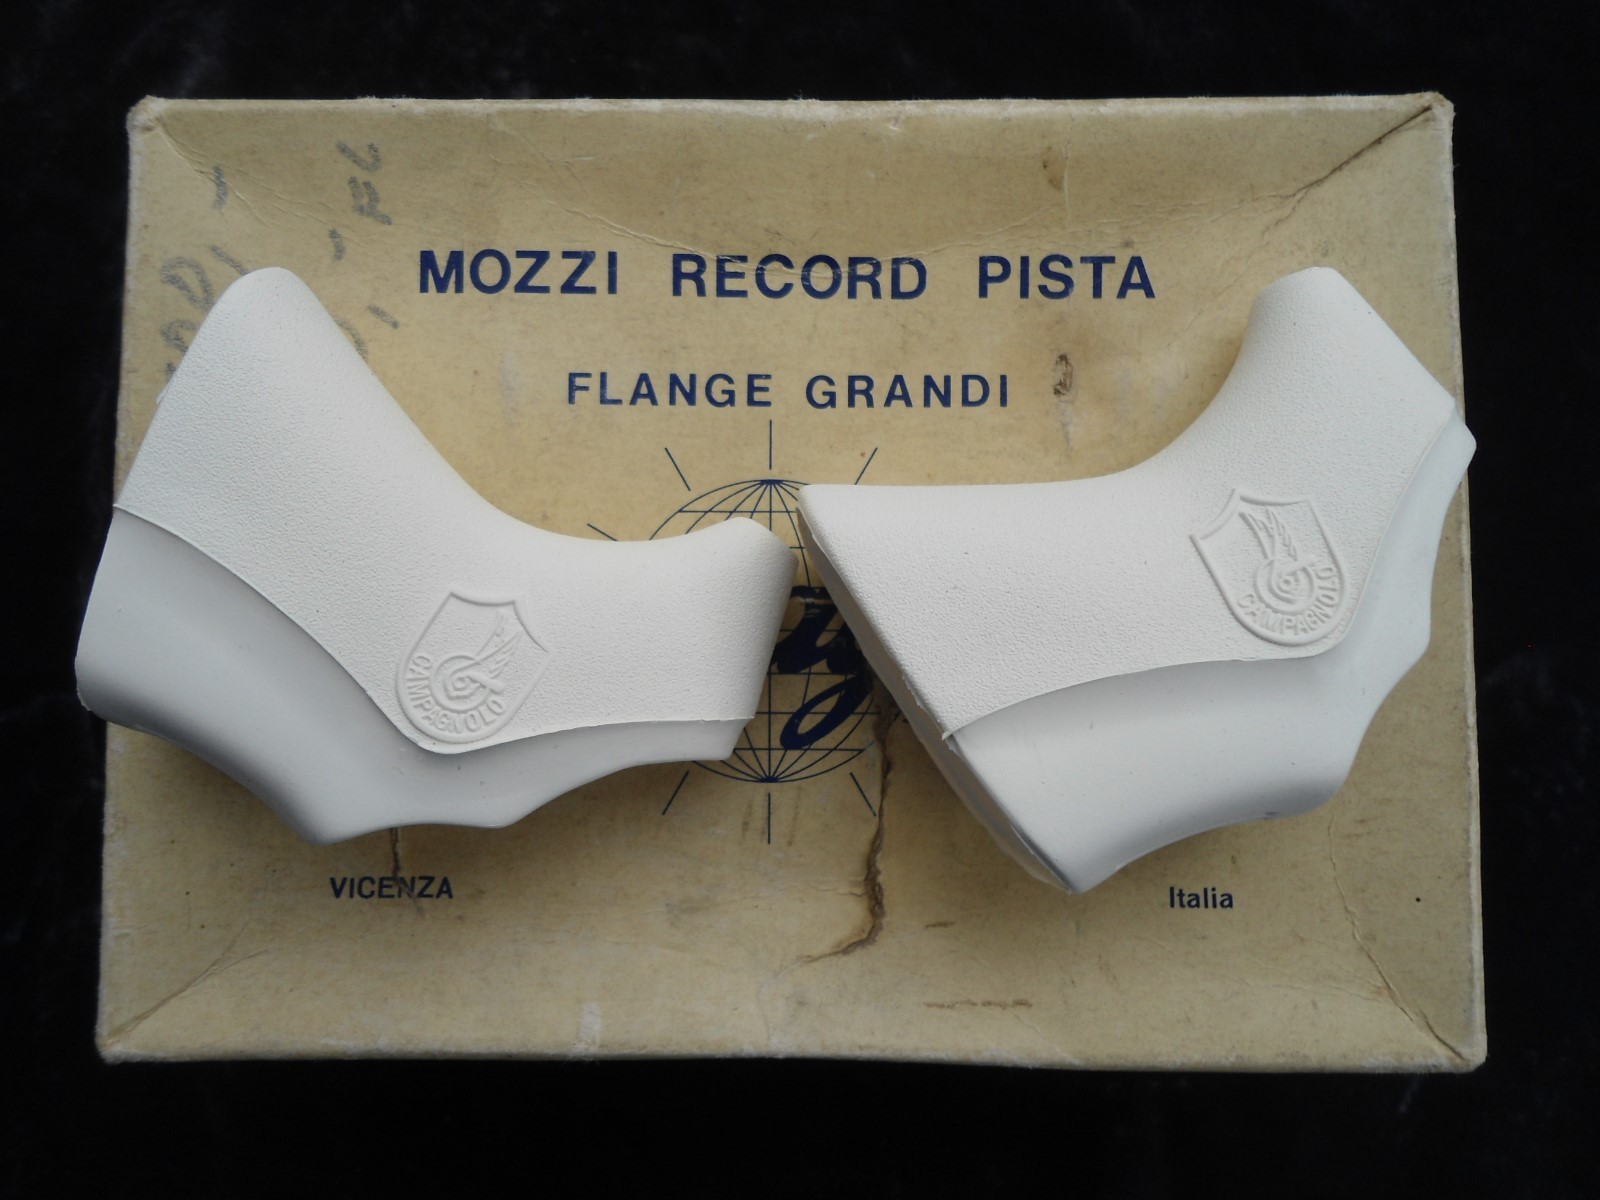 MOZZI RECORD PISTA
FLANGE GRANDI
CAMPAGNOLO
CAMPAGNOLO
VICENZA
Italia